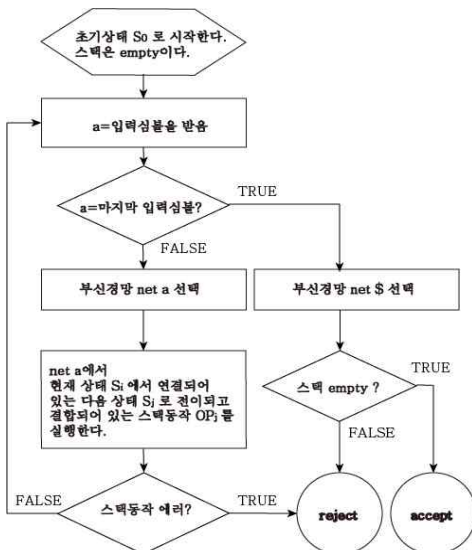 초기상태 S₀ 로 시작한다.
스택은 empty이다.
a=입력심볼을 받음
a=마지막 입력심볼?
TRUE
FALSE
부신경망 net a 선택
부신경망 net $ 선택
net a에서
현재 상태 Sᵢ 에서 연결되어
있는 다음 상태 Sⱼ 로 전이되고
결합되어 있는 스택동작 OPⱼ 를
실행한다.
스택 empty ?
TRUE
FALSE
스택동작 에러?
FALSE
TRUE
reject
accept